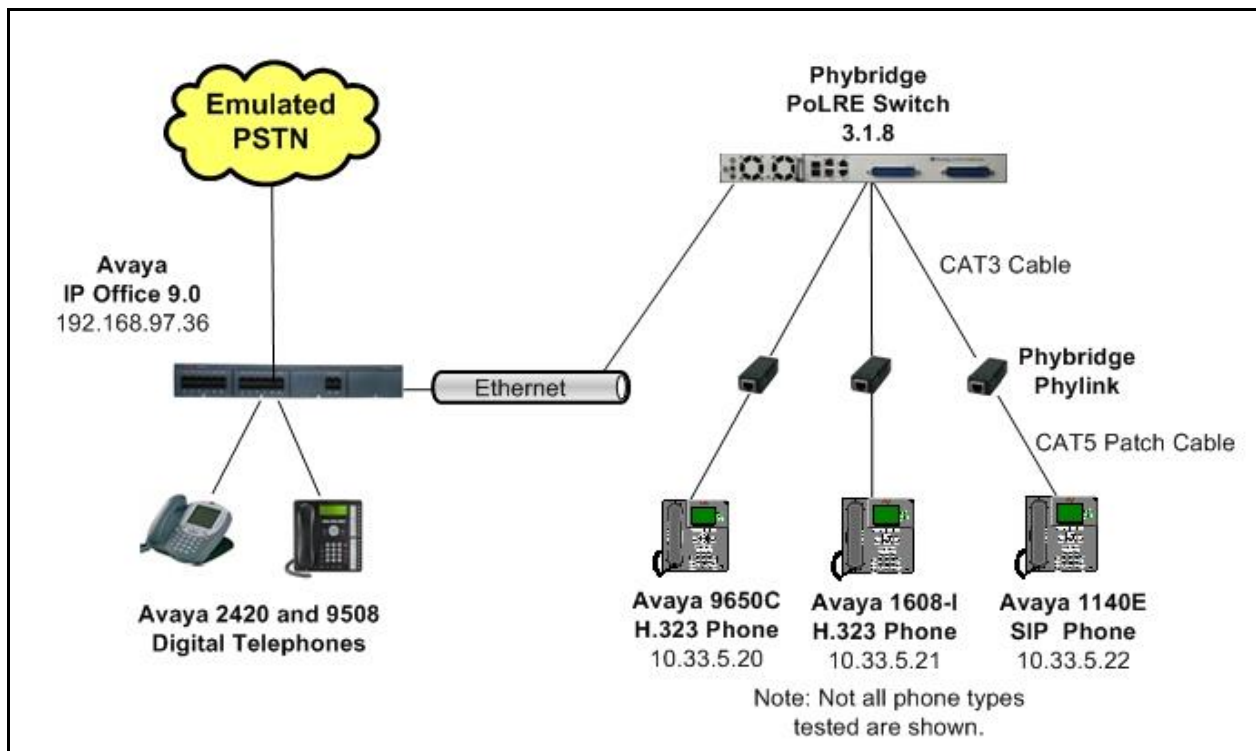 Emulated
PSTN
Phybridge
PoLRE Switch
3.1.8
Avaya
IP Office 9.0
192.168.97.36
CAT3 Cable
Ethernet
Phybridge
Phylink
CAT5 Patch Cable
Avaya 2420 and 9508
Digital Telephones
Avaya 9650C
H.323 Phone
10.33.5.20
Avaya 1608-I
H.323 Phone
10.33.5.21
Avaya 1140E
SIP Phone
10.33.5.22
Note: Not all phone types
tested are shown.